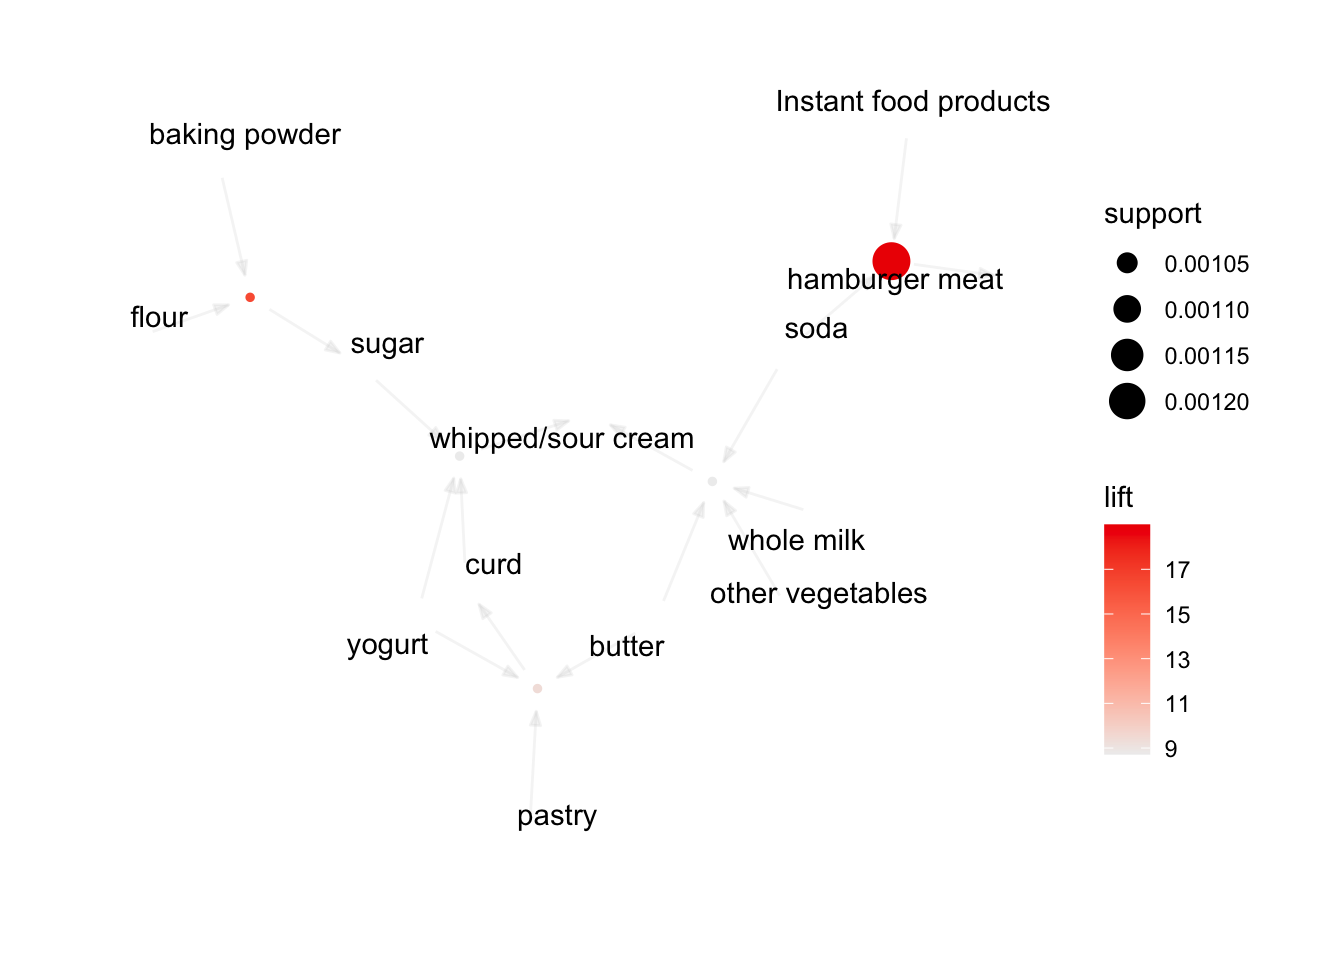 Instant food products
baking powder
support
0.00105
hamburger meat
0.00110
flour
soda
sugar
0.00115
0.00120
whipped/sour cream
lift
whole milk
curd
17
other vegetables
15
yogurt
butter
13
11
9
pastry